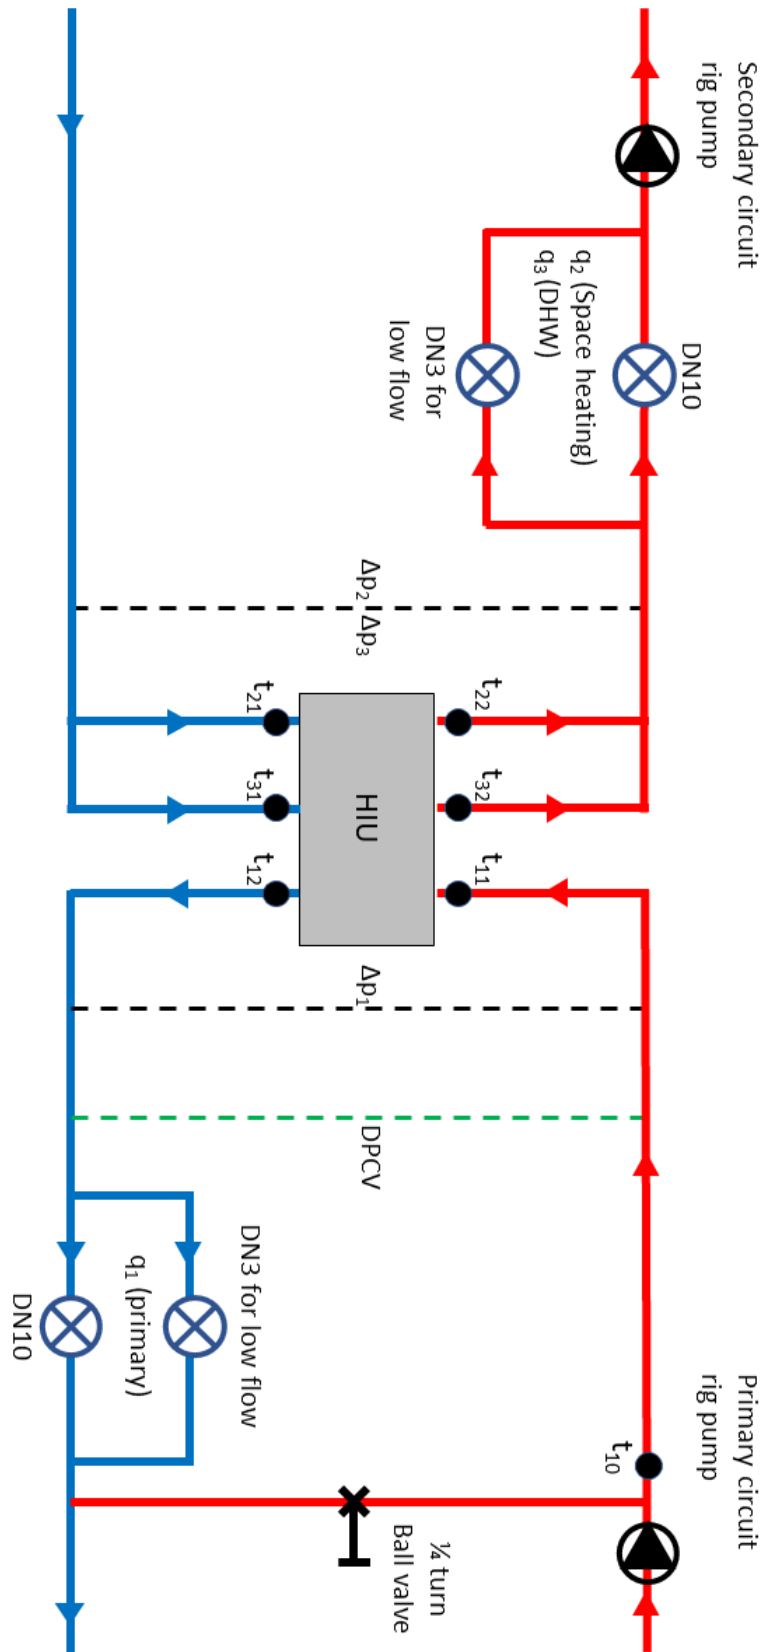 Primary circuit
rig pump
Secondary circuit
rig pump
t₁₀
¼ turn
Ball valve
DN3 for low flow
q₁ (primary)
DN10
DPCV
Δp₁
t₁₁
t₁₂
HIU
t₃₂
t₃₁
t₂₂
t₂₁
Δp₂ Δp₃
DN10
q₂ (Space heating)
q₃ (DHW)
DN3 for
low flow